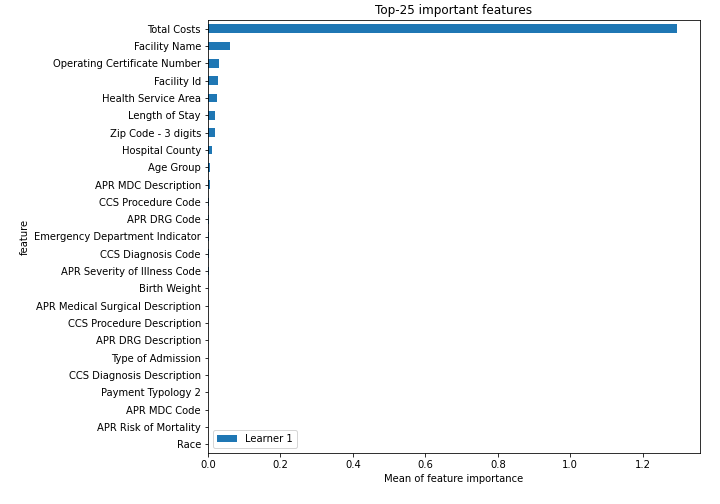 Top-25 important features
Total Costs
Facility Name
Operating Certificate Number
Facility Id
Health Service Area
Length of Stay
Zip Code - 3 digits
Hospital County
Age Group
APR MDC Description
CCS Procedure Code
APR DRG Code
Emergency Department Indicator
CCS Diagnosis Code
APR Severity of Illness Code
Birth Weight
APR Medical Surgical Description
CCS Procedure Description
APR DRG Description
Type of Admission
CCS Diagnosis Description
Payment Typology 2
APR MDC Code
APR Risk of Mortality
Race
feature
Learner 1
0.0 0.2 0.4 0.6 0.8 1.0 1.2
Mean of feature importance